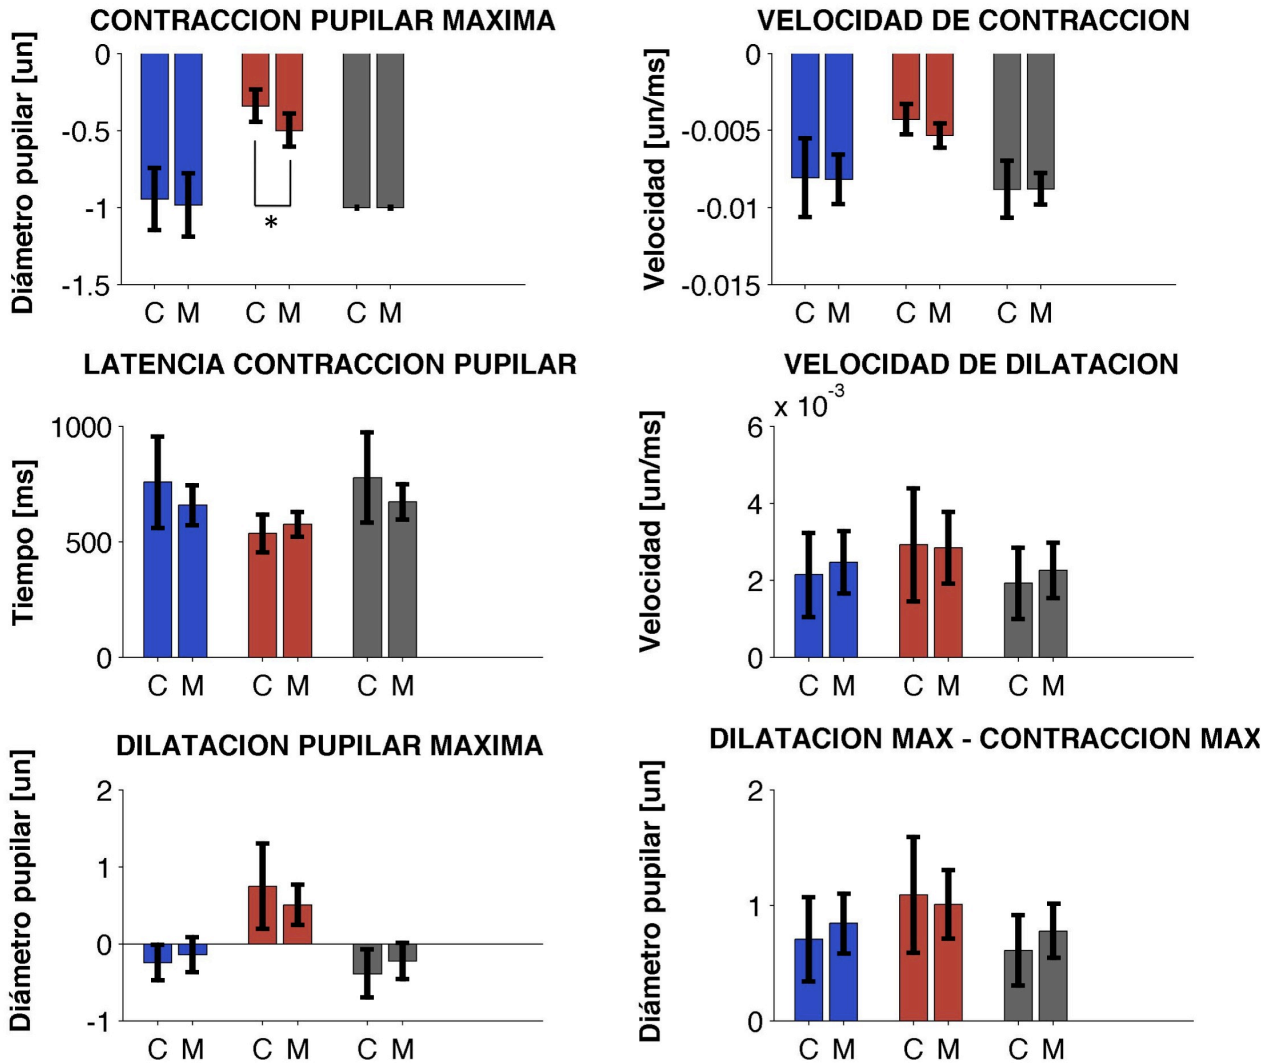 CONTRACCION PUPILAR MAXIMA
Diámetro pupilar [un]
0
-0.5
-1
-1.5
*
C M C M C M
VELOCIDAD DE CONTRACCION
Velocidad [un/ms]
0
-0.005
-0.01
-0.015
C M C M C M
LATENCIA CONTRACCION PUPILAR
Tiempo [ms]
1000
500
0
C M C M C M
VELOCIDAD DE DILATACION
x 10-3
Velocidad [un/ms]
6
4
2
0
C M C M C M
DILATACION PUPILAR MAXIMA
Diámetro pupilar [un]
2
1
0
-1
C M C M C M
DILATACION MAX - CONTRACCION MAX
Diámetro pupilar [un]
2
1
0
C M C M C M